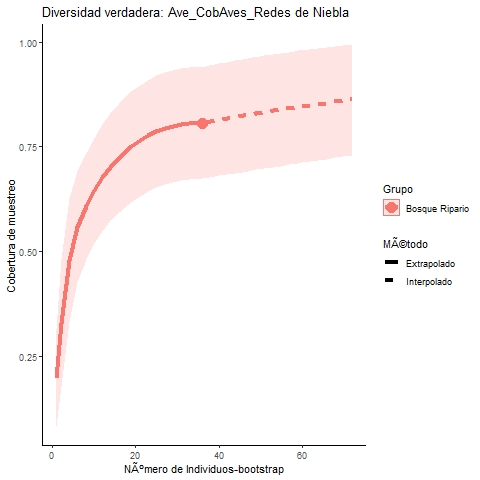 Diversidad verdadera: Ave_CobAves_Redes de Niebla
1.00
0.75
0.50
0.25
Cobertura de muestreo
0
20
40
60
NÃºmero de Individuos-bootstrap
Grupo
Bosque Ripario
MÃ©todo
Extrapolado
Interpolado